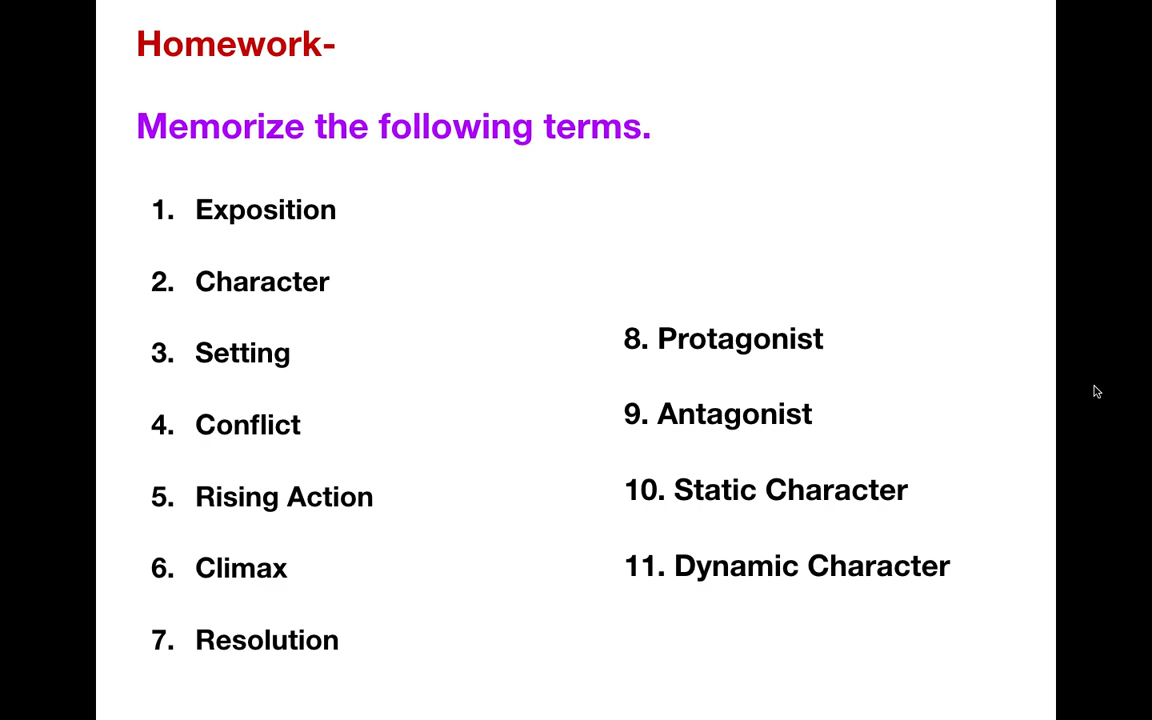 Homework-
Memorize the following terms.
1. Exposition
2. Character
3. Setting
4. Conflict
5. Rising Action
6. Climax
7. Resolution
8. Protagonist
9. Antagonist
10. Static Character
11. Dynamic Character